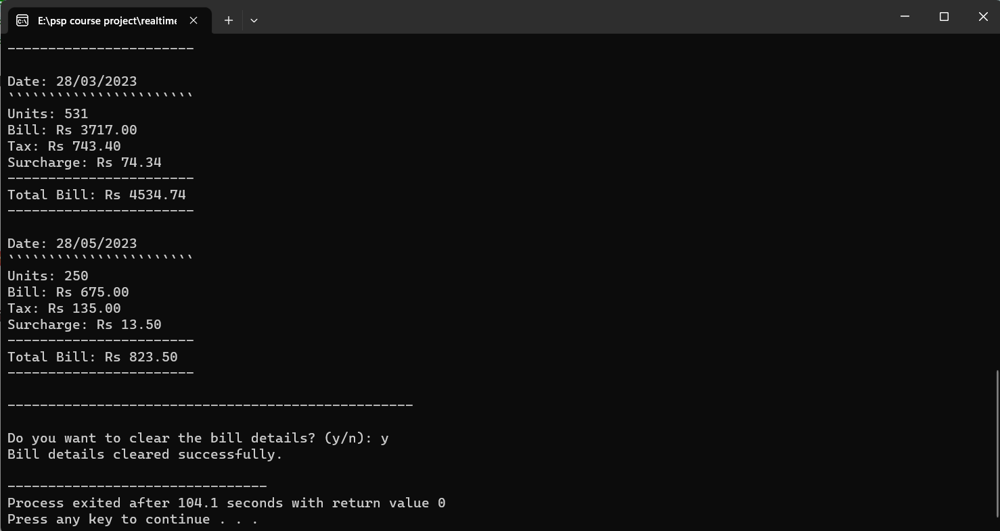 E:\psp course project\realtime
-----------------------
Date: 28/03/2023
```````````````````````
Units: 531
Bill: Rs 3717.00
Tax: Rs 743.40
Surcharge: Rs 74.34
-----------------------
Total Bill: Rs 4534.74
-----------------------
Date: 28/05/2023
```````````````````````
Units: 250
Bill: Rs 675.00
Tax: Rs 135.00
Surcharge: Rs 13.50
-----------------------
Total Bill: Rs 823.50
-----------------------
--------------------------------------------------
Do you want to clear the bill details? (y/n): y
Bill details cleared successfully.
--------------------------------
Process exited after 104.1 seconds with return value 0
Press any key to continue . . .